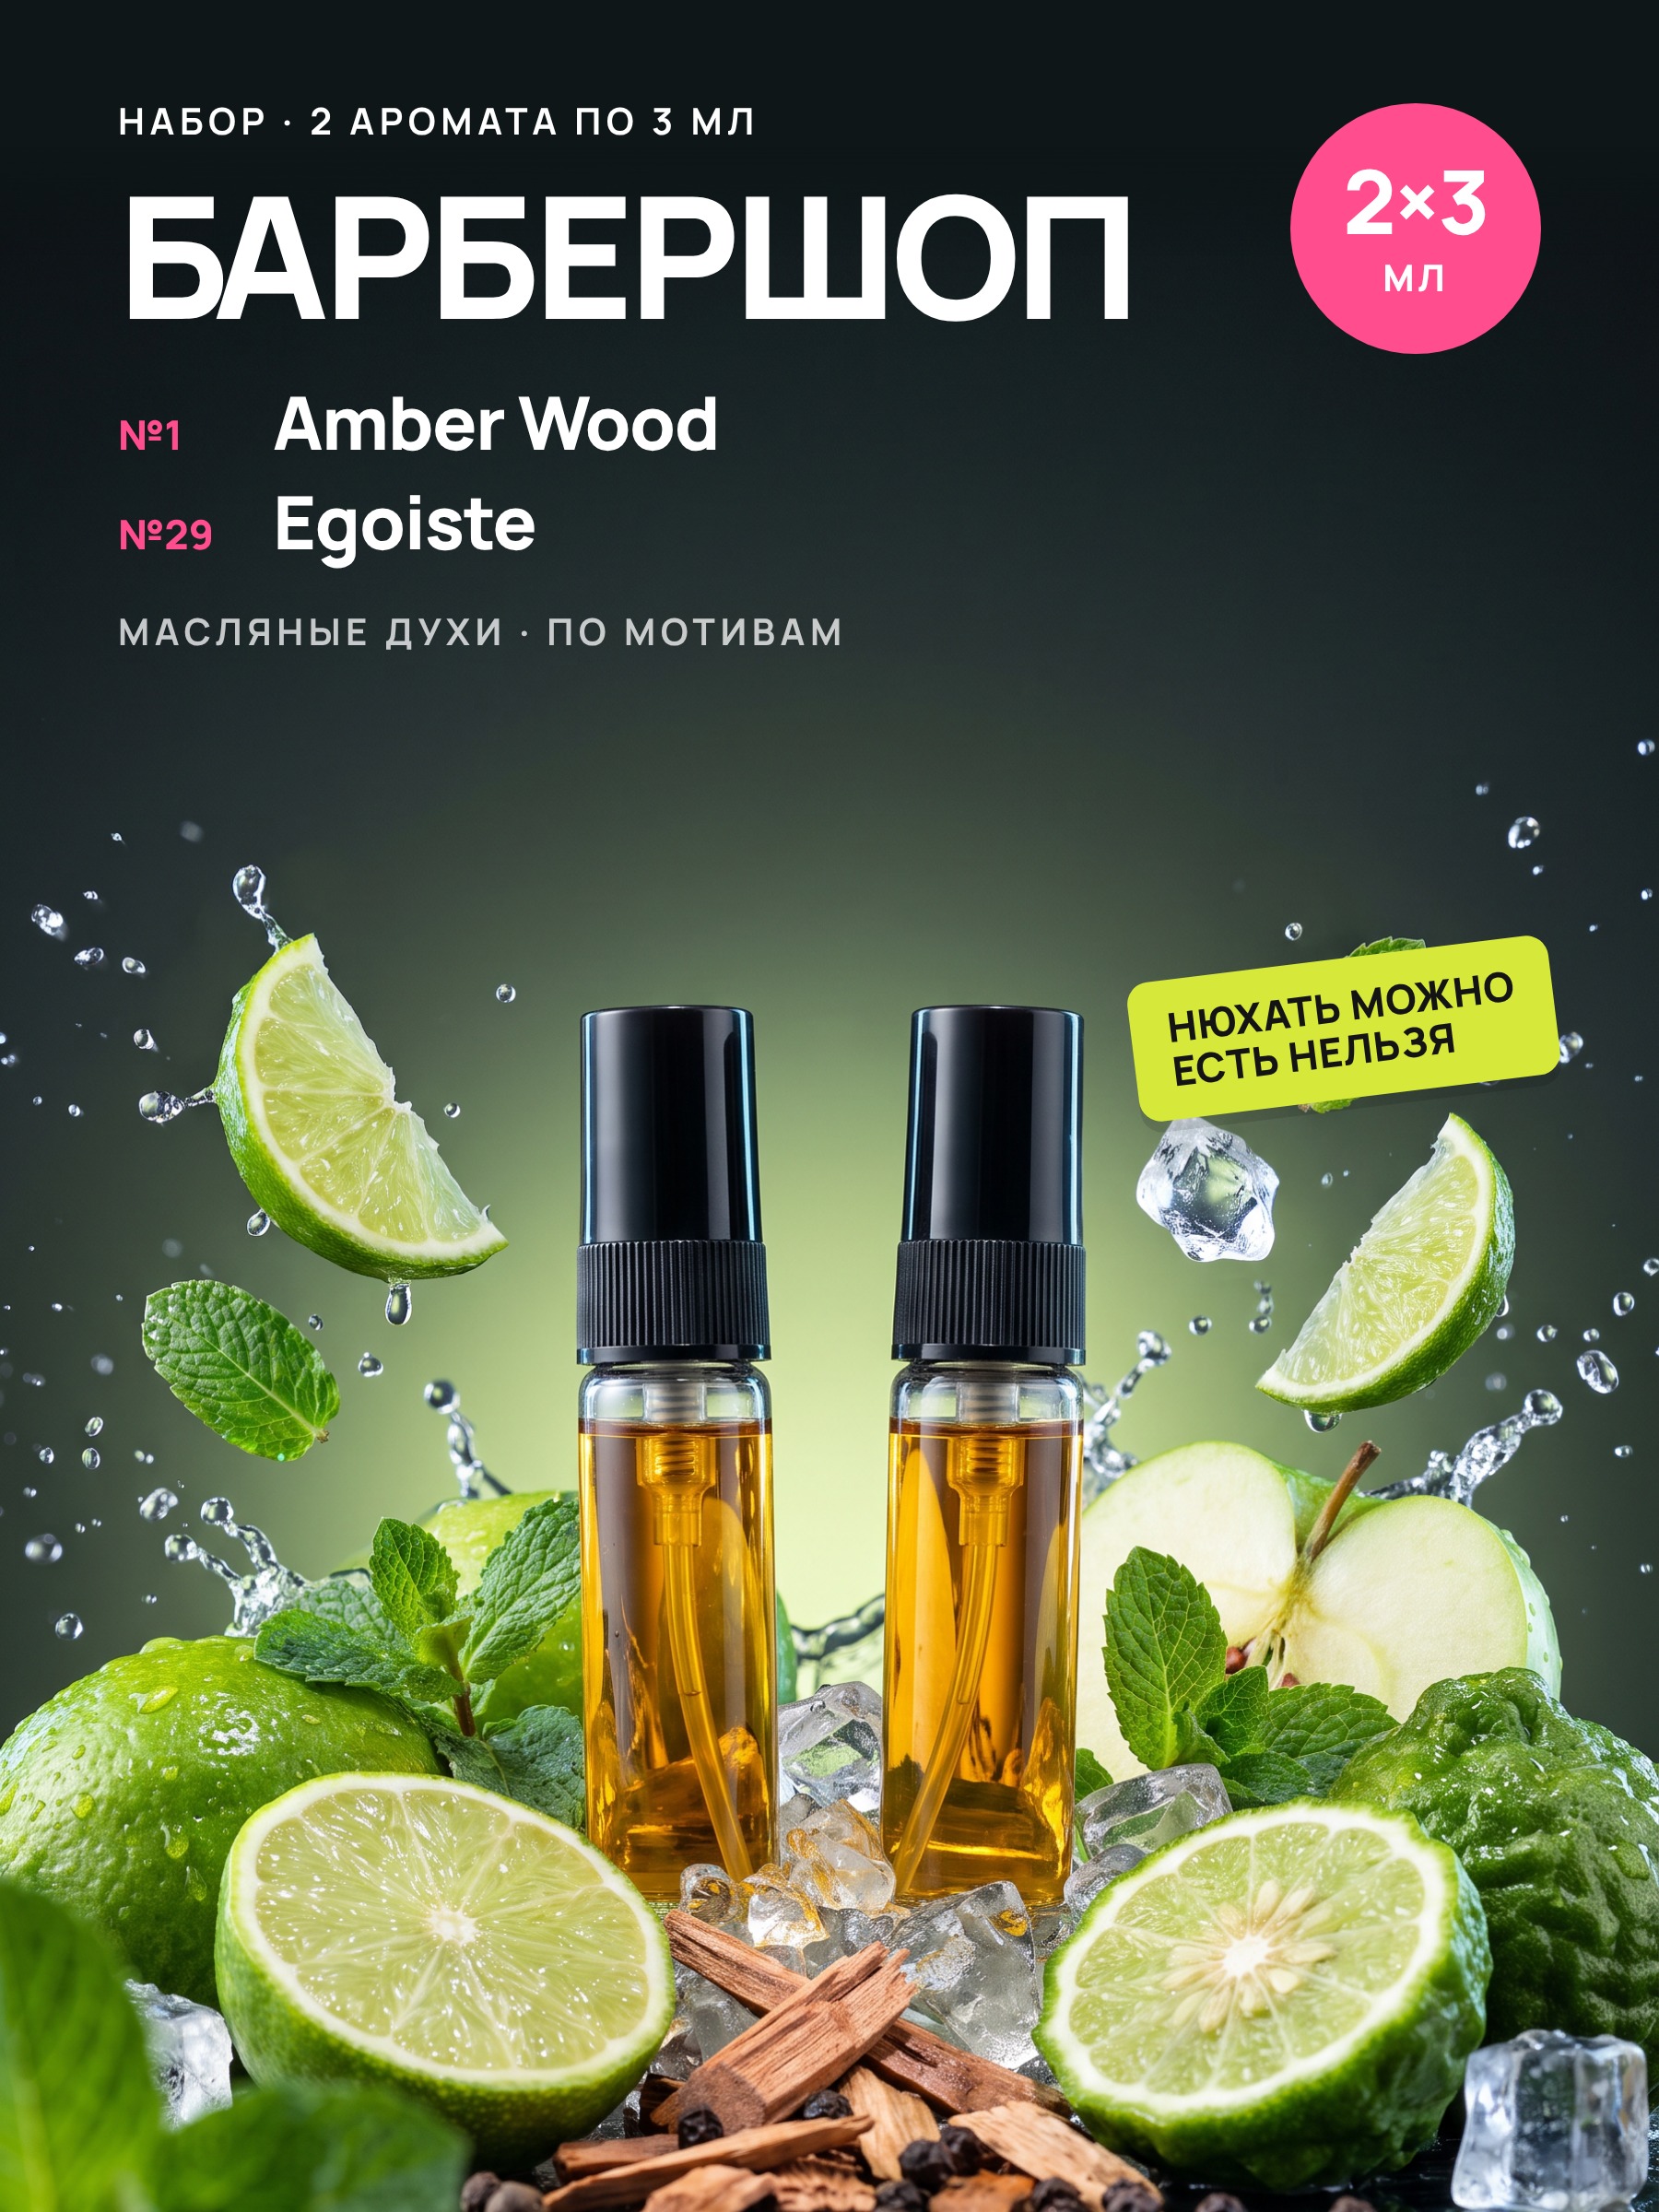 НАБОР · 2 АРОМАТА ПО 3 МЛ
БАРБЕРШОП
2×3
МЛ
№1 Amber Wood
№29 Egoiste
МАСЛЯНЫЕ ДУХИ · ПО МОТИВАМ
НЮХАТЬ МОЖНО
ЕСТЬ НЕЛЬЗЯ